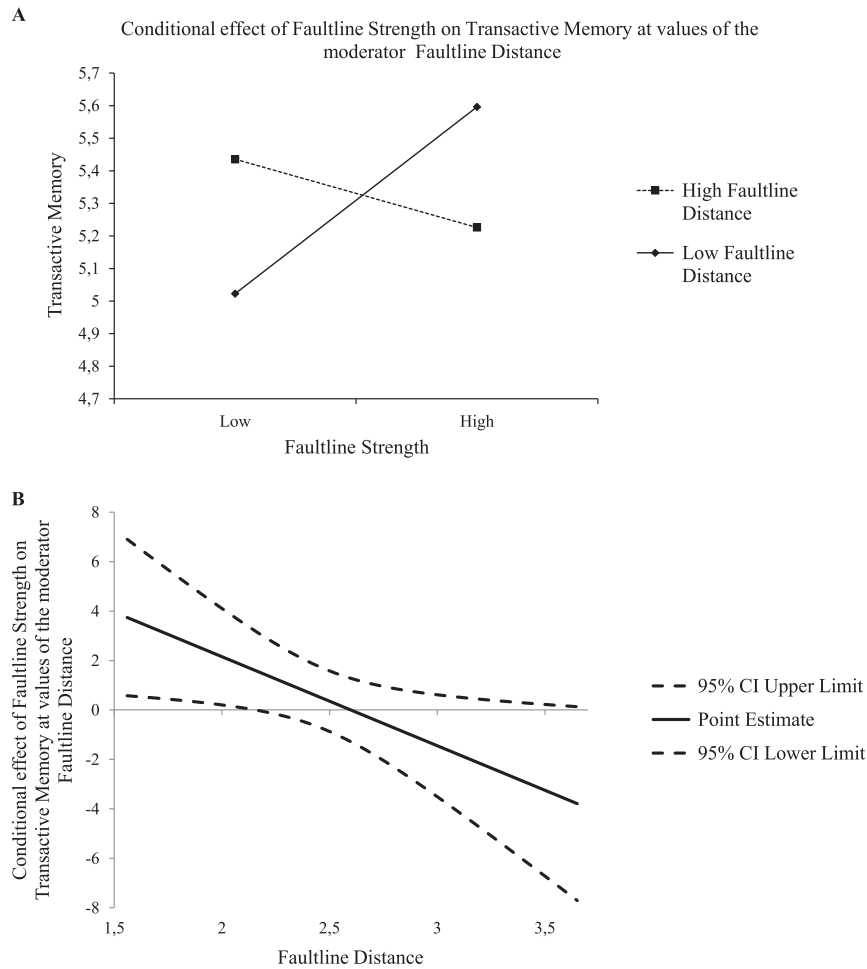 A
Conditional effect of Faultline Strength on Transactive Memory at values of the
moderator Faultline Distance
5,7
5,6
5,5
5,4
5,3
5,2
5,1
5
4,9
4,8
4,7
Transactive Memory
Low
High
Faultline Strength
High Faultline
Distance
Low Faultline
Distance
B
8
6
4
2
0
-2
-4
-6
-8
Conditional effect of Faultline Strength on
Transactive Memory at values of the moderator
Faultline Distance
1,5
2
2,5
3
3,5
Faultline Distance
95% CI Upper Limit
Point Estimate
95% CI Lower Limit